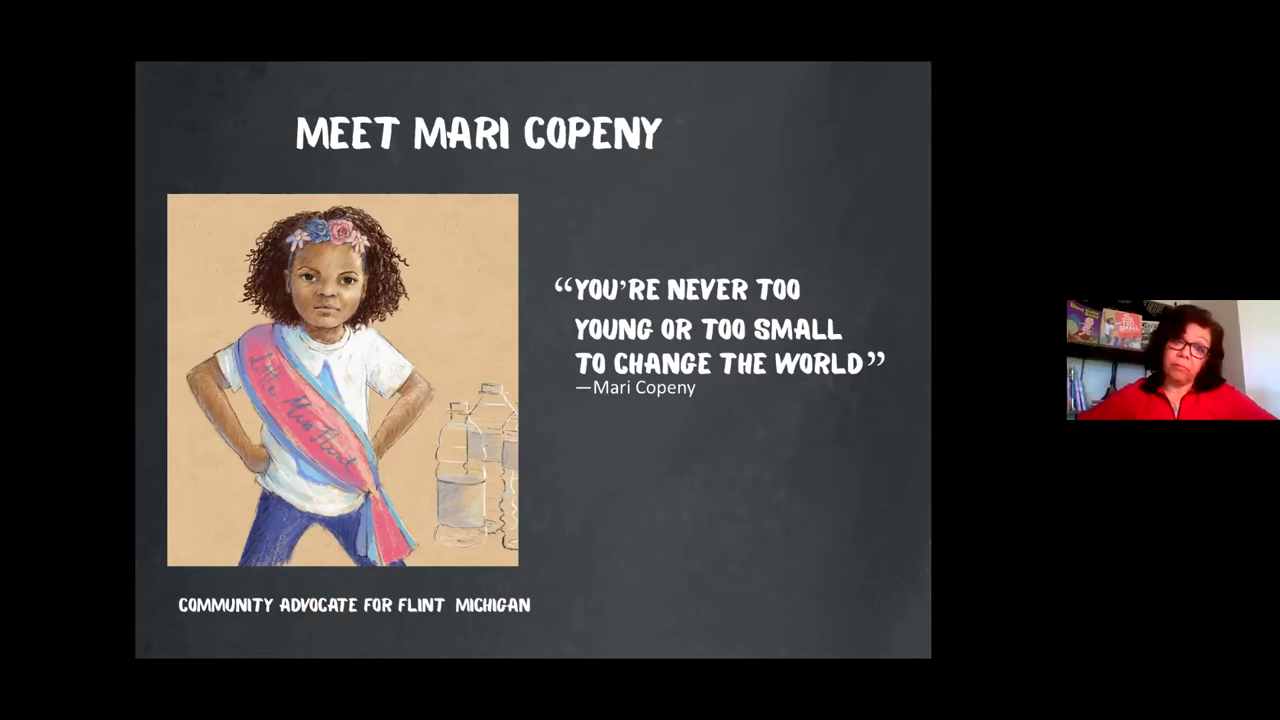 MEET MARI COPENY
Little Miss Flint
“YOU’RE NEVER TOO
YOUNG OR TOO SMALL
TO CHANGE THE WORLD”
—Mari Copeny
COMMUNITY ADVOCATE FOR FLINT MICHIGAN